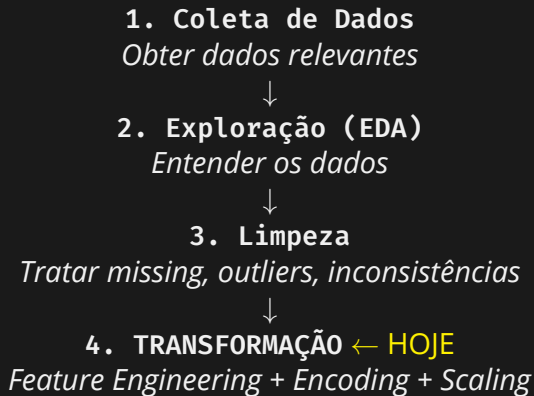 1. Coleta de Dados
Obter dados relevantes
↓
2. Exploração (EDA)
Entender os dados
↓
3. Limpeza
Tratar missing, outliers, inconsistências
↓
4. TRANSFORMAÇÃO ← HOJE
Feature Engineering + Encoding + Scaling